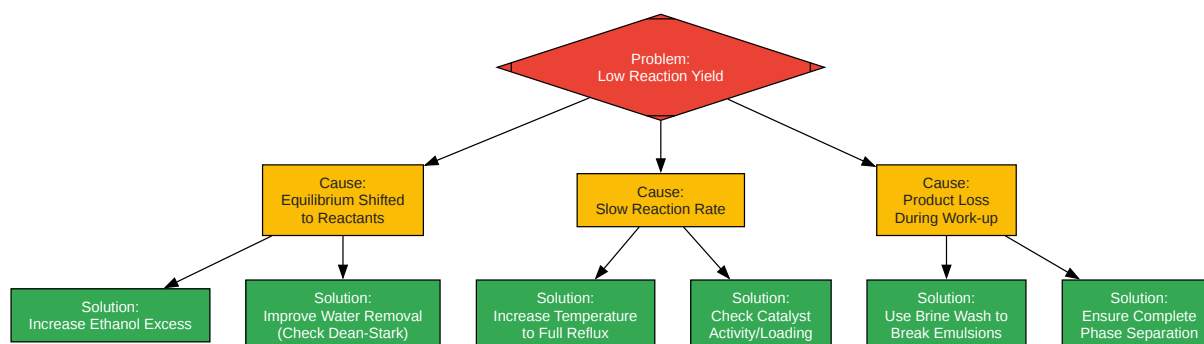 Problem:
Low Reaction Yield
Cause:
Equilibrium Shifted
to Reactants
Cause:
Slow Reaction Rate
Cause:
Product Loss
During Work-up
Solution:
Increase Ethanol Excess
Solution:
Improve Water Removal
(Check Dean-Stark)
Solution:
Increase Temperature
to Full Reflux
Solution:
Check Catalyst
Activity/Loading
Solution:
Use Brine Wash to
Break Emulsions
Solution:
Ensure Complete
Phase Separation